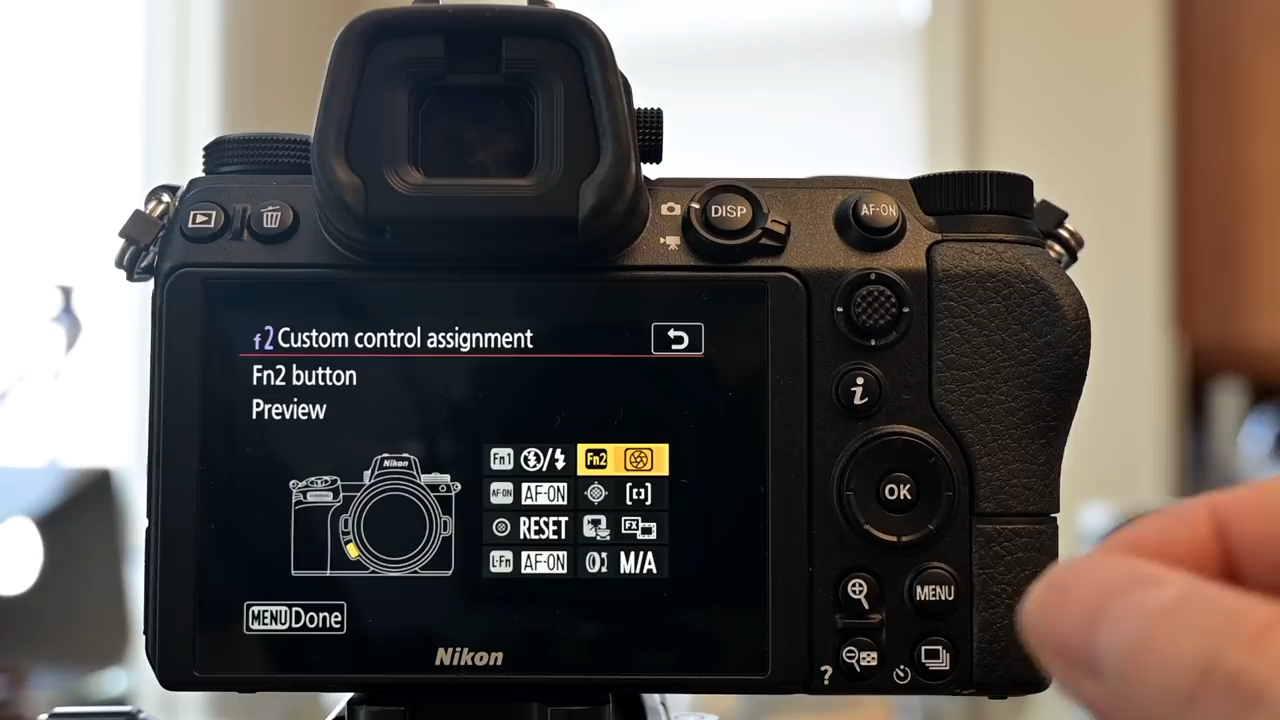 DISP
AF-ON
f2 Custom control assignment
Fn2 button
Preview
Nikon
Fn1 Fn2
AF-ON AF-ON
RESET FX
L-Fn AF-ON M/A
MENU Done
Nikon
i
OK
MENU
?